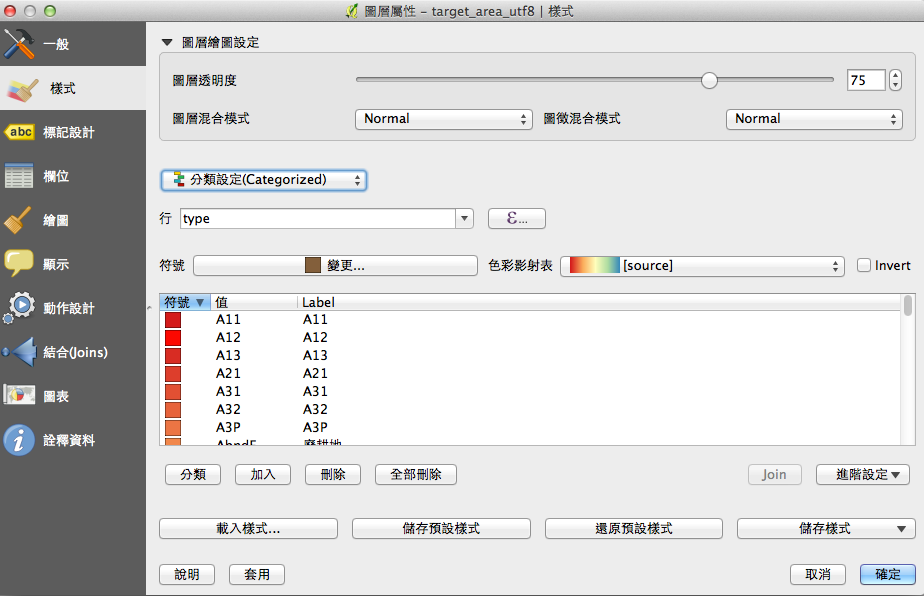 圖層屬性 - target_area_utf8 | 樣式
一般
樣式
abc 標記設計
欄位
繪圖
顯示
動作設計
結合(Joins)
圖表
詮釋資料
圖層繪圖設定
圖層透明度 75
圖層混合模式 Normal 圖徵混合模式 Normal
分類設定(Categorized)
行 type ε...
符號 變更... 色彩影射表 [source] Invert
符號 值 Label
A11 A11
A12 A12
A13 A13
A21 A21
A31 A31
A32 A32
A3P A3P
AbndF 廢耕地
分類 加入 刪除 全部刪除 Join 進階設定
載入樣式... 儲存預設樣式 還原預設樣式 儲存樣式
說明 套用 取消 確定